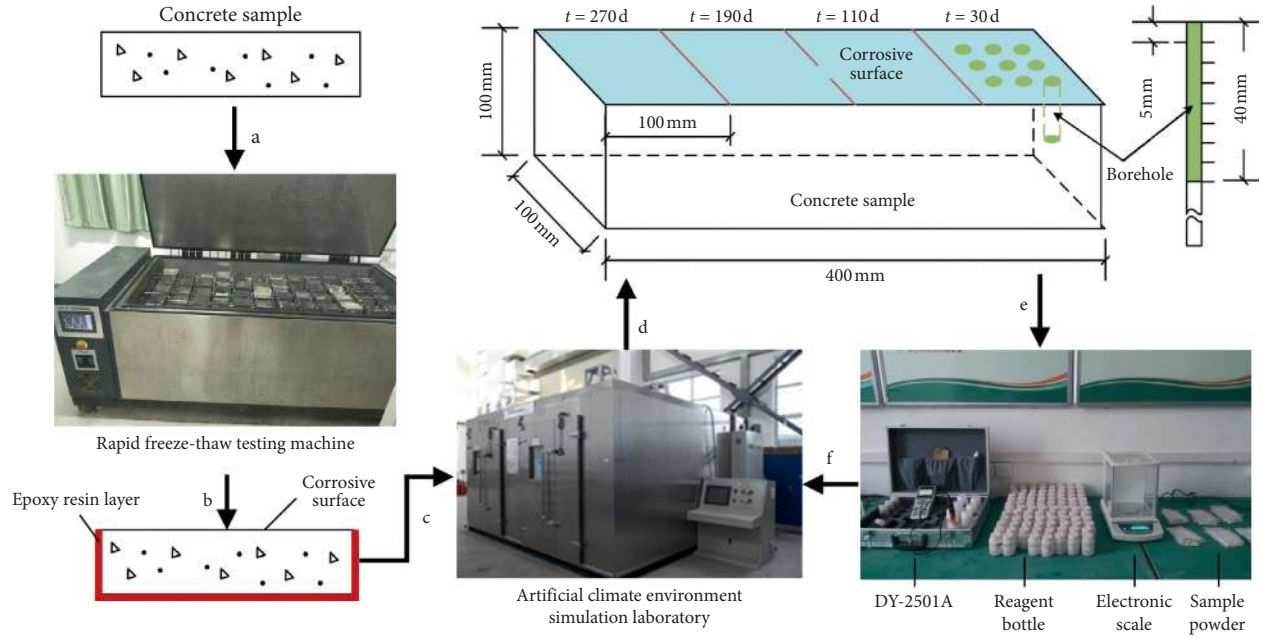 Concrete sample
a
Rapid freeze-thaw testing machine
b
Epoxy resin layer
Corrosive
surface
c
t = 270 d
t = 190 d
t = 110 d
t = 30 d
Corrosive
surface
100 mm
100 mm
100 mm
Concrete sample
400 mm
Borehole
5 mm
40 mm
d
e
Artificial climate environment
simulation laboratory
f
DY-2501A
Reagent
bottle
Electronic
scale
Sample
powder